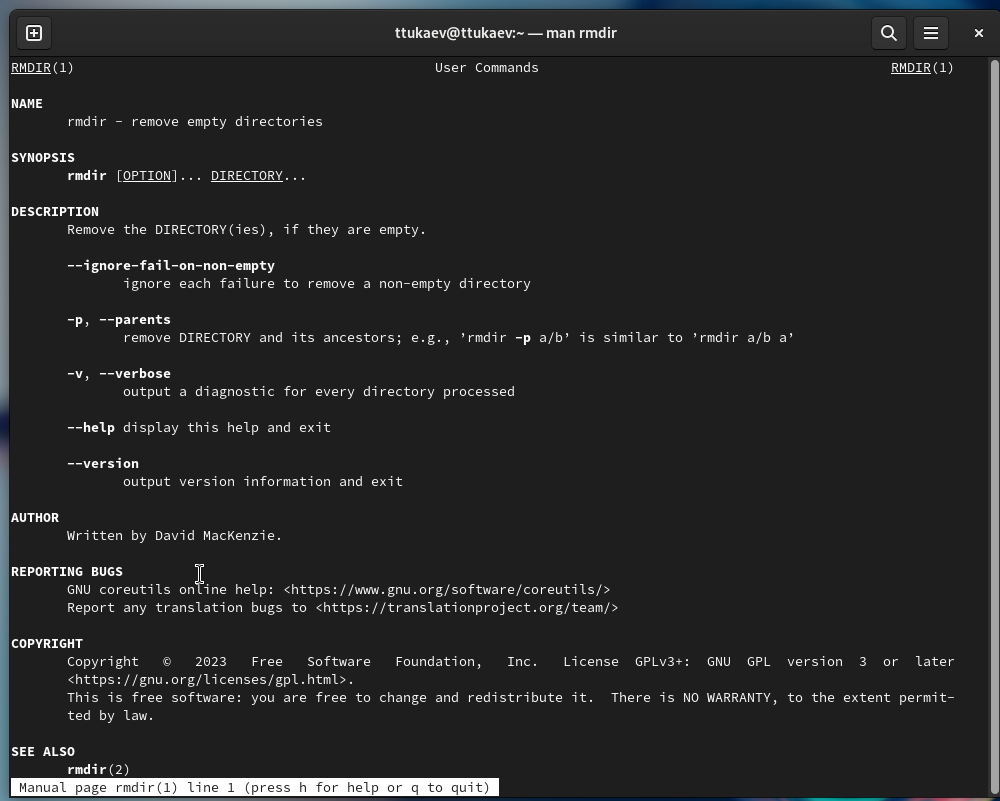 ttukaev@ttukaev:~ — man rmdir
RMDIR(1) User Commands RMDIR(1)
NAME
rmdir - remove empty directories
SYNOPSIS
rmdir [OPTION]... DIRECTORY...
DESCRIPTION
Remove the DIRECTORY(ies), if they are empty.
--ignore-fail-on-non-empty
ignore each failure to remove a non-empty directory
-p, --parents
remove DIRECTORY and its ancestors; e.g., ’rmdir -p a/b’ is similar to ’rmdir a/b a’
-v, --verbose
output a diagnostic for every directory processed
--help display this help and exit
--version
output version information and exit
AUTHOR
Written by David MacKenzie.
REPORTING BUGS
GNU coreutils online help: <https://www.gnu.org/software/coreutils/>
Report any translation bugs to <https://translationproject.org/team/>
COPYRIGHT
Copyright © 2023 Free Software Foundation, Inc. License GPLv3+: GNU GPL version 3 or later
<https://gnu.org/licenses/gpl.html>.
This is free software: you are free to change and redistribute it. There is NO WARRANTY, to the extent permit-
ted by law.
SEE ALSO
rmdir(2)
Manual page rmdir(1) line 1 (press h for help or q to quit)